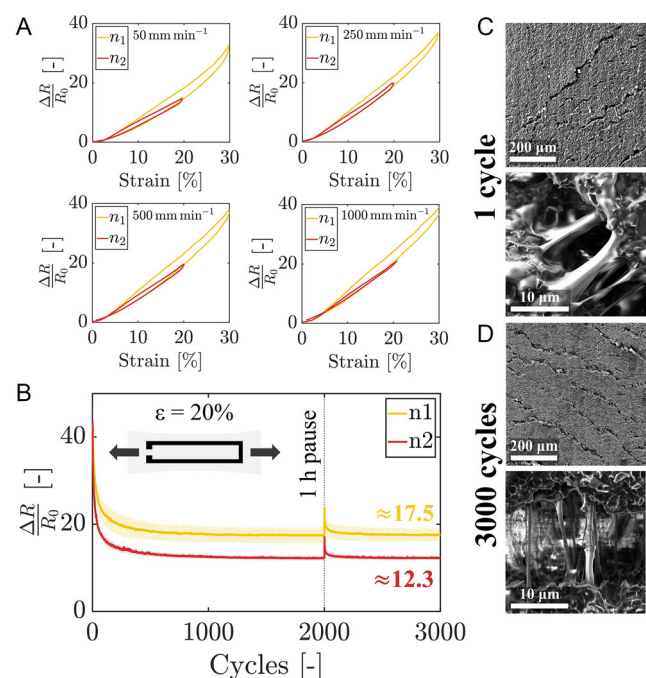 A
n1
n2
50 mm min−1
ΔR
R0
[-]
40
20
0
0
10
20
30
Strain [%]
n1
n2
250 mm min−1
ΔR
R0
[-]
40
20
0
0
10
20
30
Strain [%]
n1
n2
500 mm min−1
ΔR
R0
[-]
40
20
0
0
10
20
30
Strain [%]
n1
n2
1000 mm min−1
ΔR
R0
[-]
40
20
0
0
10
20
30
Strain [%]
B
ε = 20%
1 h pause
n1
n2
≈17.5
≈12.3
ΔR
R0
[-]
40
20
0
0
1000
2000
3000
Cycles [-]
C
1 cycle
200 µm
10 µm
D
3000 cycles
200 µm
10 µm